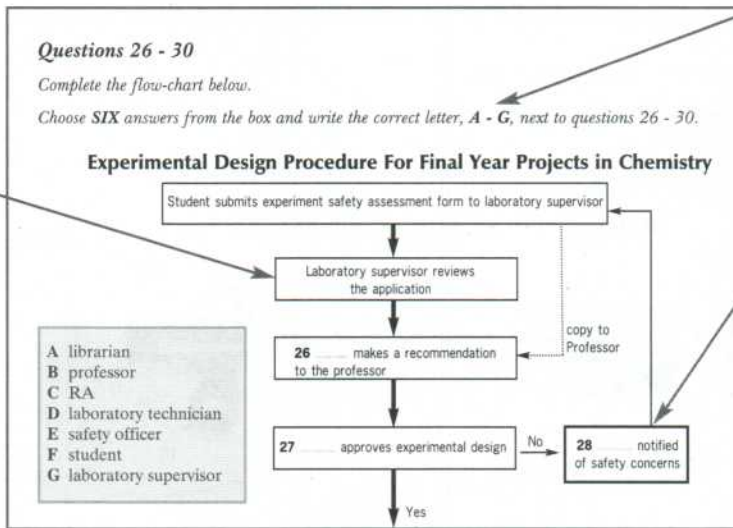 Questions 26 - 30
Complete the flow-chart below.
Choose SIX answers from the box and write the correct letter, A - G, next to questions 26 - 30.
Experimental Design Procedure For Final Year Projects in Chemistry
Student submits experiment safety assessment form to laboratory supervisor
Laboratory supervisor reviews
the application
copy to
Professor
26 ........ makes a recommendation
to the professor
A librarian
B professor
C RA
D laboratory technician
E safety officer
F student
G laboratory supervisor
27 ........ approves experimental design
No
28 ........ notified
of safety concerns
Yes